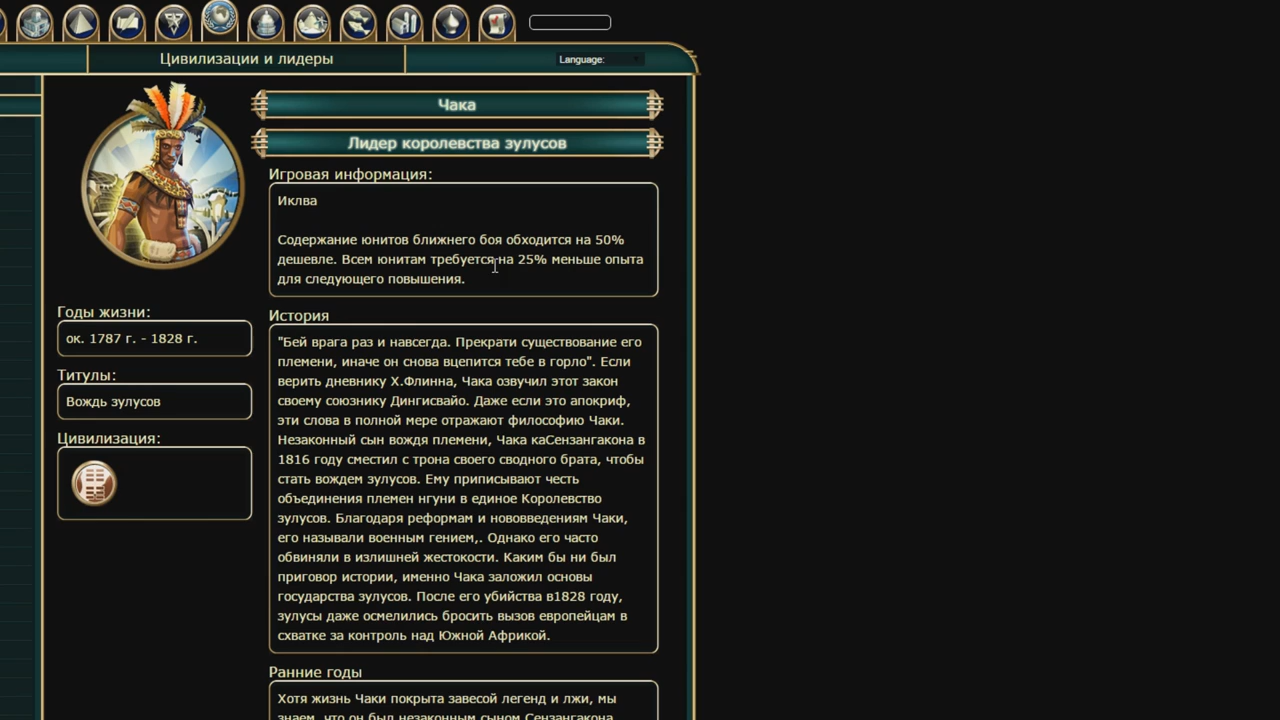 Цивилизации и лидеры
Language:
Чака
Лидер королевства зулусов
Игровая информация:
Иклва
Содержание юнитов ближнего боя обходится на 50%
дешевле. Всем юнитам требуется на 25% меньше опыта
для следующего повышения.
Годы жизни:
ок. 1787 г. - 1828 г.
Титулы:
Вождь зулусов
Цивилизация:
История
"Бей врага раз и навсегда. Прекрати существование его
племени, иначе он снова вцепится тебе в горло". Если
верить дневнику Х.Флинна, Чака озвучил этот закон
своему союзнику Дингисвайо. Даже если это апокриф,
эти слова в полной мере отражают философию Чаки.
Незаконный сын вождя племени, Чака каСензангакона в
1816 году сместил с трона своего сводного брата, чтобы
стать вождем зулусов. Ему приписывают честь
объединения племен нгуни в единое Королевство
зулусов. Благодаря реформам и нововведениям Чаки,
его называли военным гением,. Однако его часто
обвиняли в излишней жестокости. Каким бы ни был
приговор истории, именно Чака заложил основы
государства зулусов. После его убийства в1828 году,
зулусы даже осмелились бросить вызов европейцам в
схватке за контроль над Южной Африкой.
Ранние годы
Хотя жизнь Чаки покрыта завесой легенд и лжи, мы
знаем, что он был незаконным сыном Сензангакона